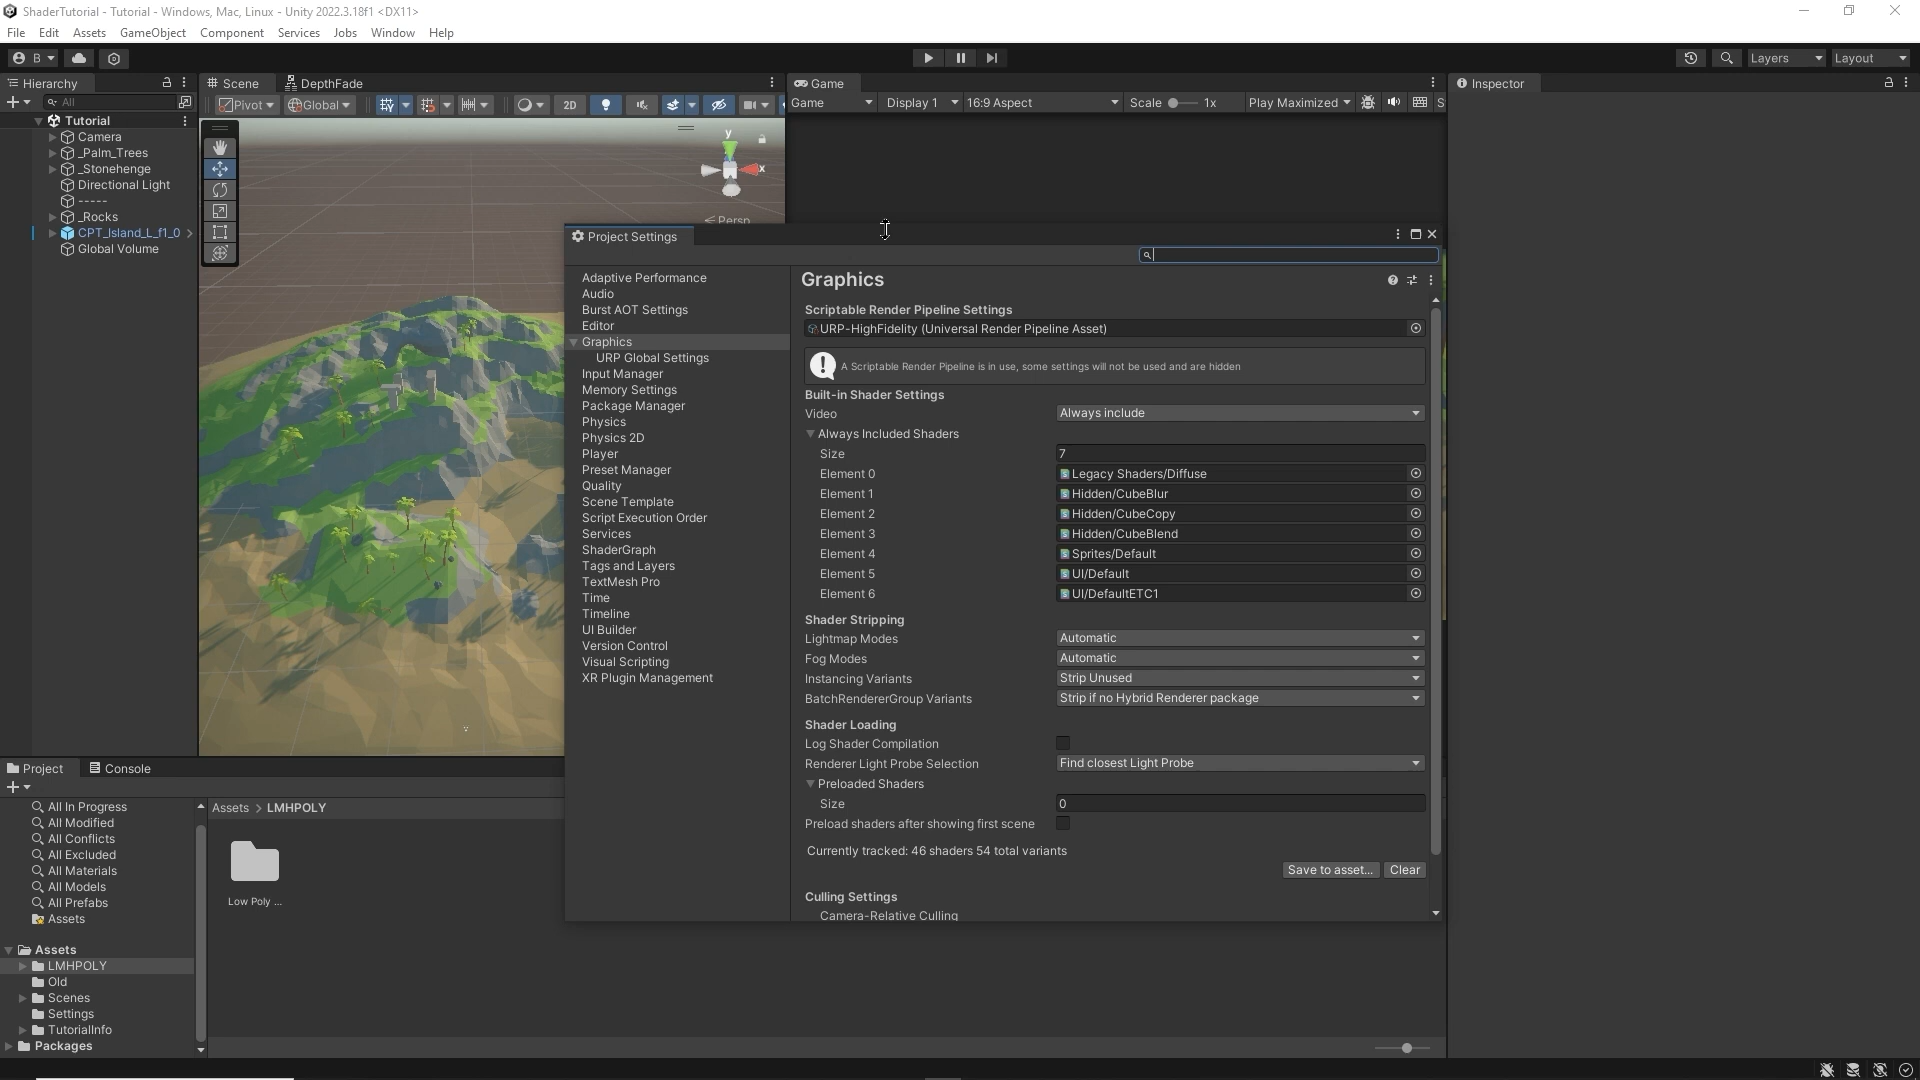 ShaderTutorial - Tutorial - Windows, Mac, Linux - Unity 2022.3.18f1 <DX11>
File Edit Assets GameObject Component Services Jobs Window Help
B Layers Layout
Hierarchy
All
Tutorial
Camera
_Palm_Trees
_Stonehenge
Directional Light
-----
_Rocks
CPT_Island_L_f1_0
Global Volume
Scene DepthFade
Pivot Global 2D
y
x
Persp
Game
Game Display 1 16:9 Aspect Scale 1x Play Maximized S
Inspector
Project Settings
Adaptive Performance
Audio
Burst AOT Settings
Editor
Graphics
URP Global Settings
Input Manager
Memory Settings
Package Manager
Physics
Physics 2D
Player
Preset Manager
Quality
Scene Template
Script Execution Order
Services
ShaderGraph
Tags and Layers
TextMesh Pro
Time
Timeline
UI Builder
Version Control
Visual Scripting
XR Plugin Management
Graphics
Scriptable Render Pipeline Settings
URP-HighFidelity (Universal Render Pipeline Asset)
A Scriptable Render Pipeline is in use, some settings will not be used and are hidden
Built-in Shader Settings
Video Always include
Always Included Shaders
Size 7
Element 0 Legacy Shaders/Diffuse
Element 1 Hidden/CubeBlur
Element 2 Hidden/CubeCopy
Element 3 Hidden/CubeBlend
Element 4 Sprites/Default
Element 5 UI/Default
Element 6 UI/DefaultETC1
Shader Stripping
Lightmap Modes Automatic
Fog Modes Automatic
Instancing Variants Strip Unused
BatchRendererGroup Variants Strip if no Hybrid Renderer package
Shader Loading
Log Shader Compilation
Renderer Light Probe Selection Find closest Light Probe
Preloaded Shaders
Size 0
Preload shaders after showing first scene
Currently tracked: 46 shaders 54 total variants
Save to asset... Clear
Culling Settings
Camera-Relative Culling
Project Console
All In Progress
All Modified
All Conflicts
All Excluded
All Materials
All Models
All Prefabs
Assets
Assets
LMHPOLY
Old
Scenes
Settings
TutorialInfo
Packages
Assets > LMHPOLY
Low Poly ...